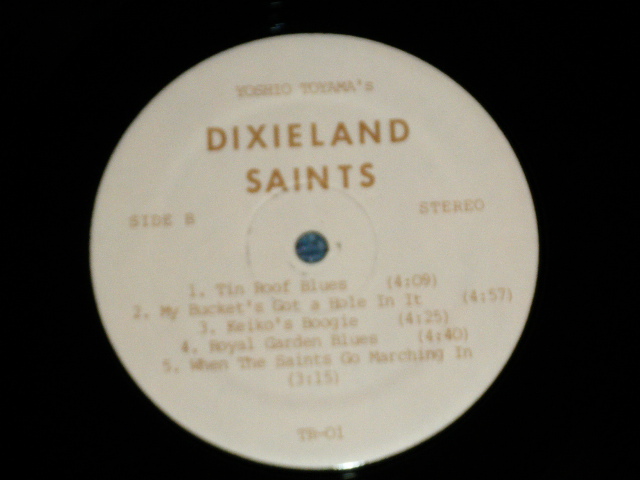 YOSHIO TOYAMA's
DIXIELAND
SAINTS
SIDE B STEREO
1. Tin Roof Blues (4:09)
2. My Bucket's Got a Hole In It (4:57)
3. Keiko's Boogie (4:25)
4. Royal Garden Blues (4:40)
5. When The Saints Go Marching In
(3:15)
TR-01